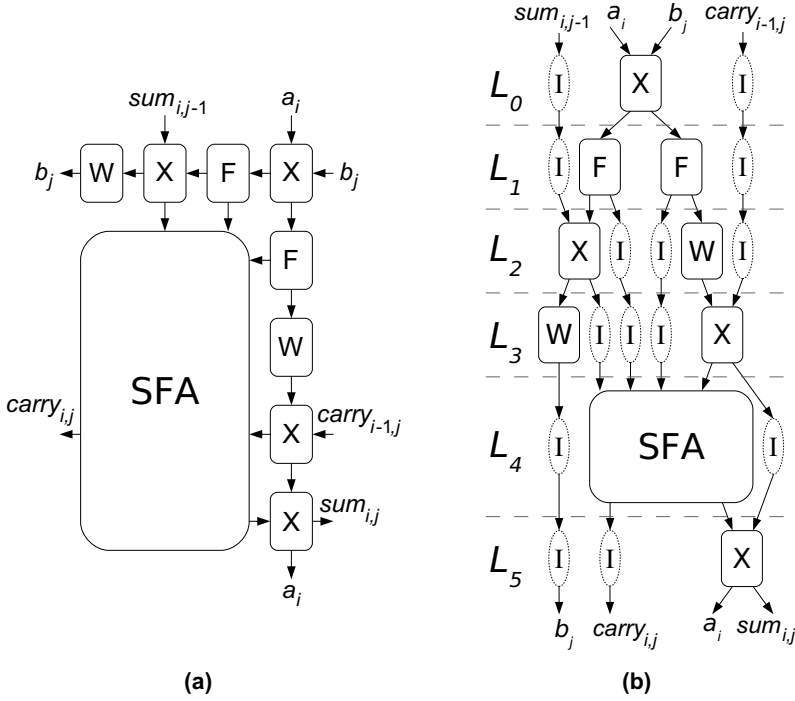 sum_{i,j-1} a_i
b_j W X F X b_j
F
W
SFA
carry_{i,j} X carry_{i-1,j}
X sum_{i,j}
a_i
(a)
sum_{i,j-1} a_i b_j carry_{i-1,j}
L_0 I X I
L_1 I F F I
L_2 X I I W I
L_3 W I I I X
L_4 I SFA I
L_5 I I X
b_j carry_{i,j} a_i sum_{i,j}
(b)